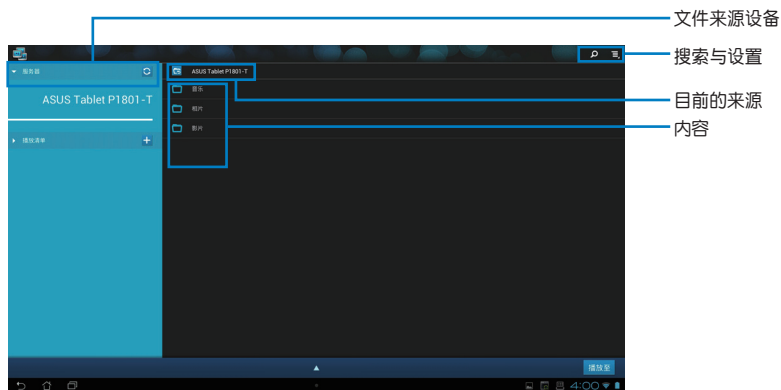 文件来源设备
搜索与设置
目前的来源
内容
服务器
ASUS Tablet P1801-T
播放清单
ASUS Tablet P1801-T
音乐
相片
影片
播放至
4:00